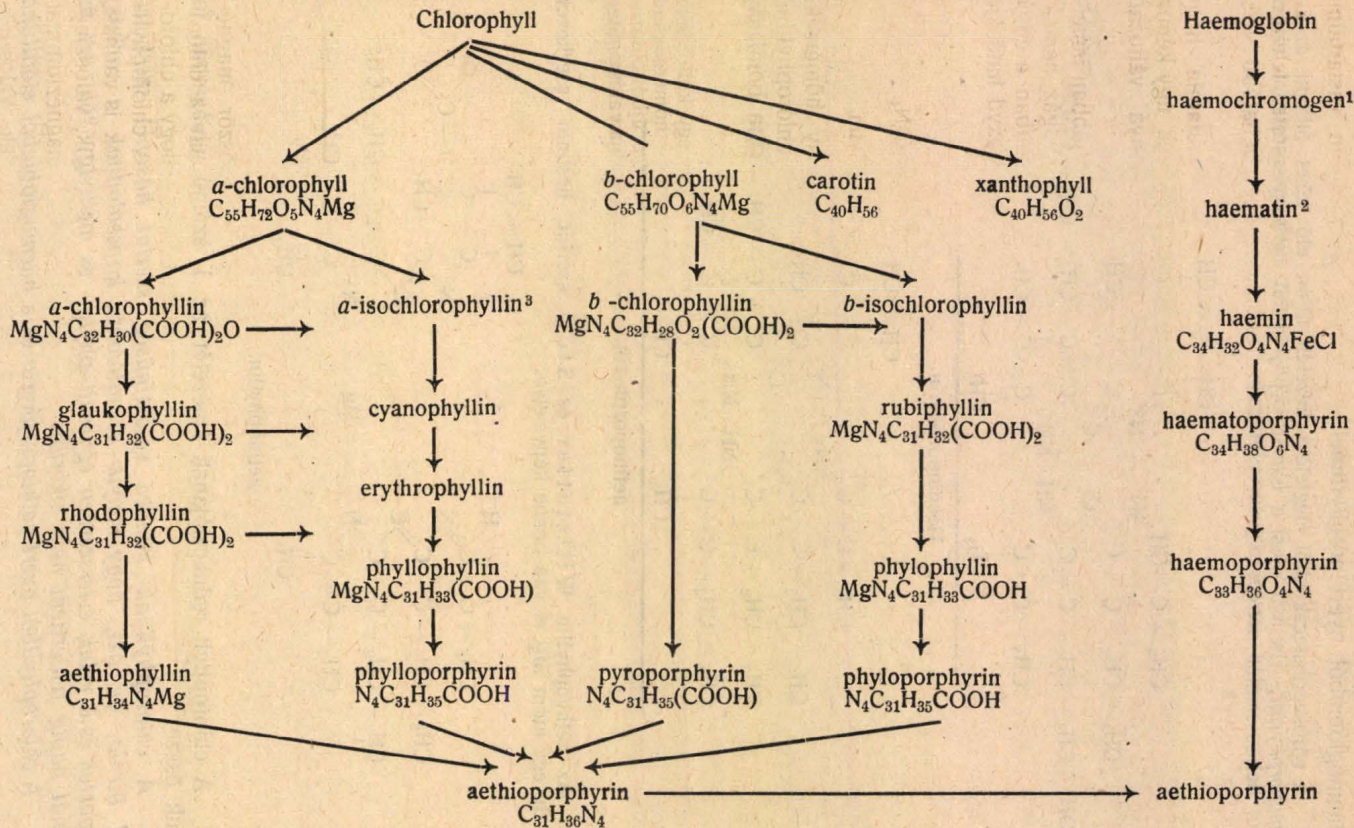 Chlorophyll
Haemoglobin
haemochromogen¹
a-chlorophyll
C₅₅H₇₂O₅N₄Mg
b-chlorophyll
C₅₅H₇₀O₆N₄Mg
carotin
C₄₀H₅₆
xanthophyll
C₄₀H₅₆O₂
haematin²
a-chlorophyllin
MgN₄C₃₂H₃₀(COOH)₂O
a-isochlorophyllin³
b -chlorophyllin
MgN₄C₃₂H₂₈O₂(COOH)₂
b-isochlorophyllin
haemin
C₃₄H₃₂O₄N₄FeCl
glaukophyllin
MgN₄C₃₁H₃₂(COOH)₂
cyanophyllin
rubiphyllin
MgN₄C₃₁H₃₂(COOH)₂
haematoporphyrin
C₃₄H₃₈O₆N₄
erythrophyllin
rhodophyllin
MgN₄C₃₁H₃₂(COOH)₂
phyllophyllin
MgN₄C₃₁H₃₃(COOH)
phylophyllin
MgN₄C₃₁H₃₃COOH
haemoporphyrin
C₃₃H₃₆O₄N₄
aethiophyllin
C₃₁H₃₄N₄Mg
phylloporphyrin
N₄C₃₁H₃₅COOH
pyroporphyrin
N₄C₃₁H₃₅(COOH)
phyloporphyrin
N₄C₃₁H₃₅COOH
aethioporphyrin
C₃₁H₃₆N₄
aethioporphyrin